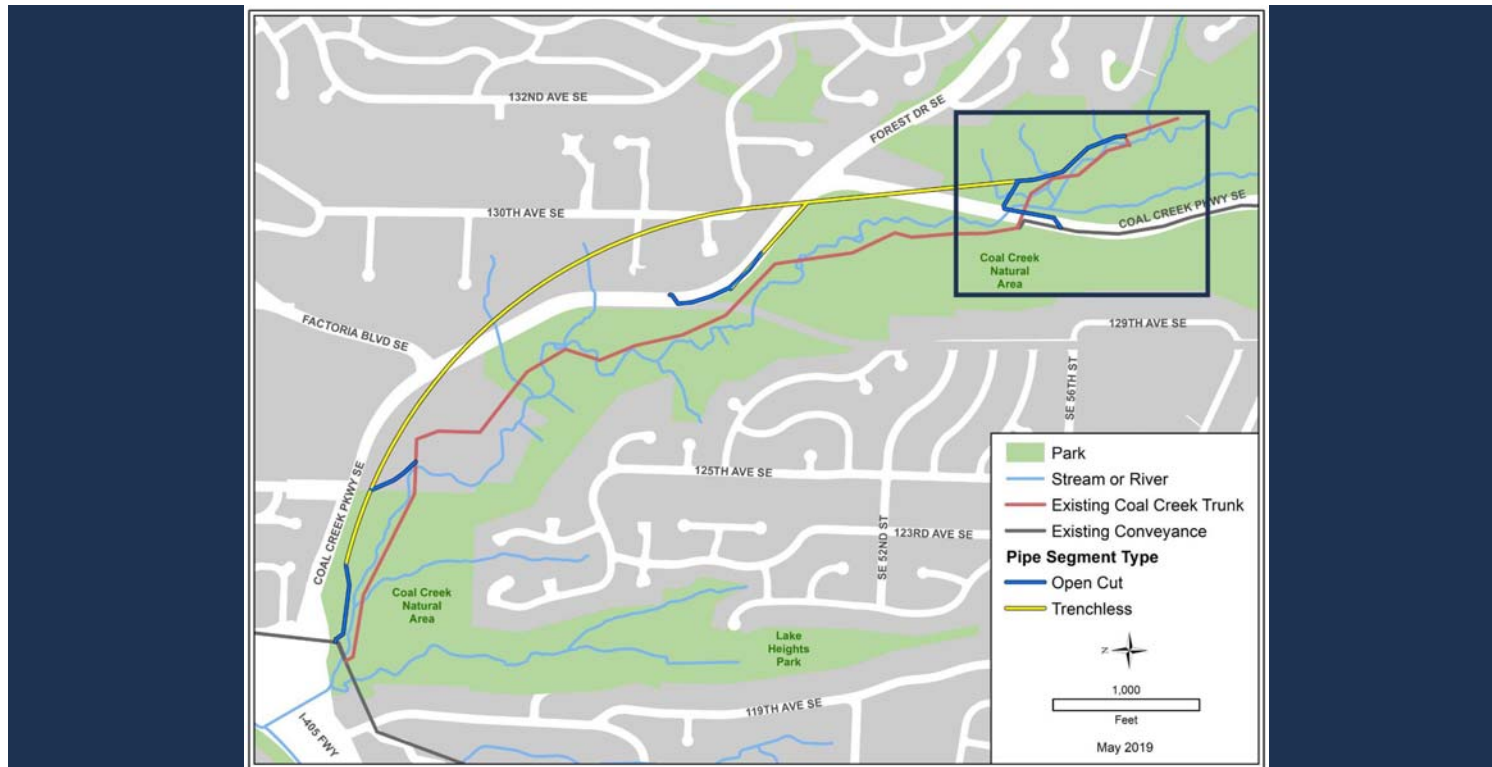 132ND AVE SE
FOREST DR SE
130TH AVE SE
COAL CREEK PKWY SE
Coal Creek
Natural
Area
FACTORIA BLVD SE
129TH AVE SE
SE 56TH ST
COAL CREEK PKWY SE
125TH AVE SE
SE 52ND ST
123RD AVE SE
Coal Creek
Natural
Area
Lake
Heights
Park
119TH AVE SE
I-405 FWY
Park
Stream or River
Existing Coal Creek Trunk
Existing Conveyance
Pipe Segment Type
Open Cut
Trenchless
N
1,000
Feet
May 2019